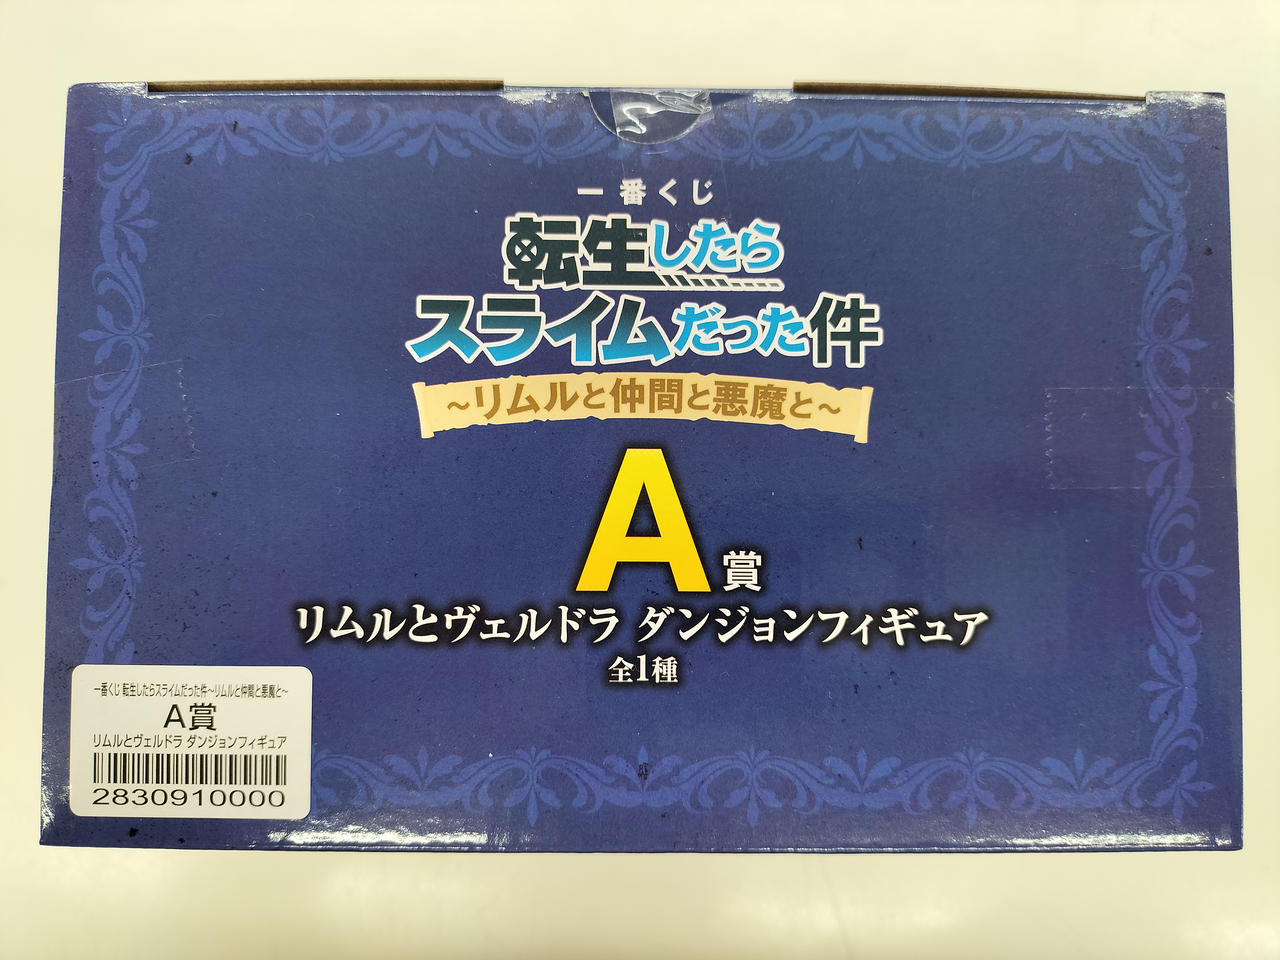 一番くじ
転生したら
スライムだった件
～リムルと仲間と悪魔と～
A賞
リムルとヴェルドラ ダンジョンフィギュア
全1種
一番くじ 転生したらスライムだった件～リムルと仲間と悪魔と～
A賞
リムルとヴェルドラ ダンジョンフィギュア
2830910000